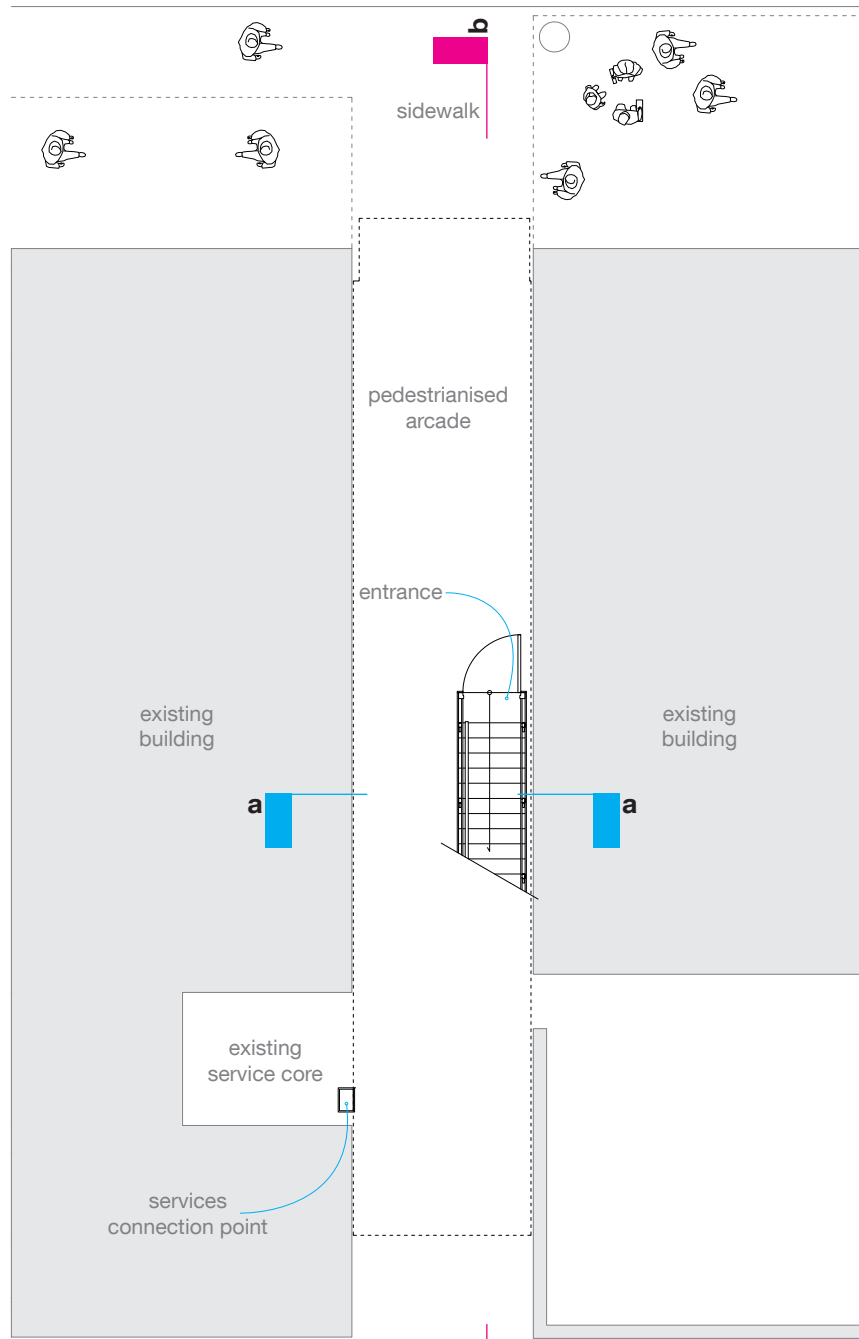 b
sidewalk
pedestrianised
arcade
entrance
existing
building
existing
building
a
a
existing
service core
services
connection point